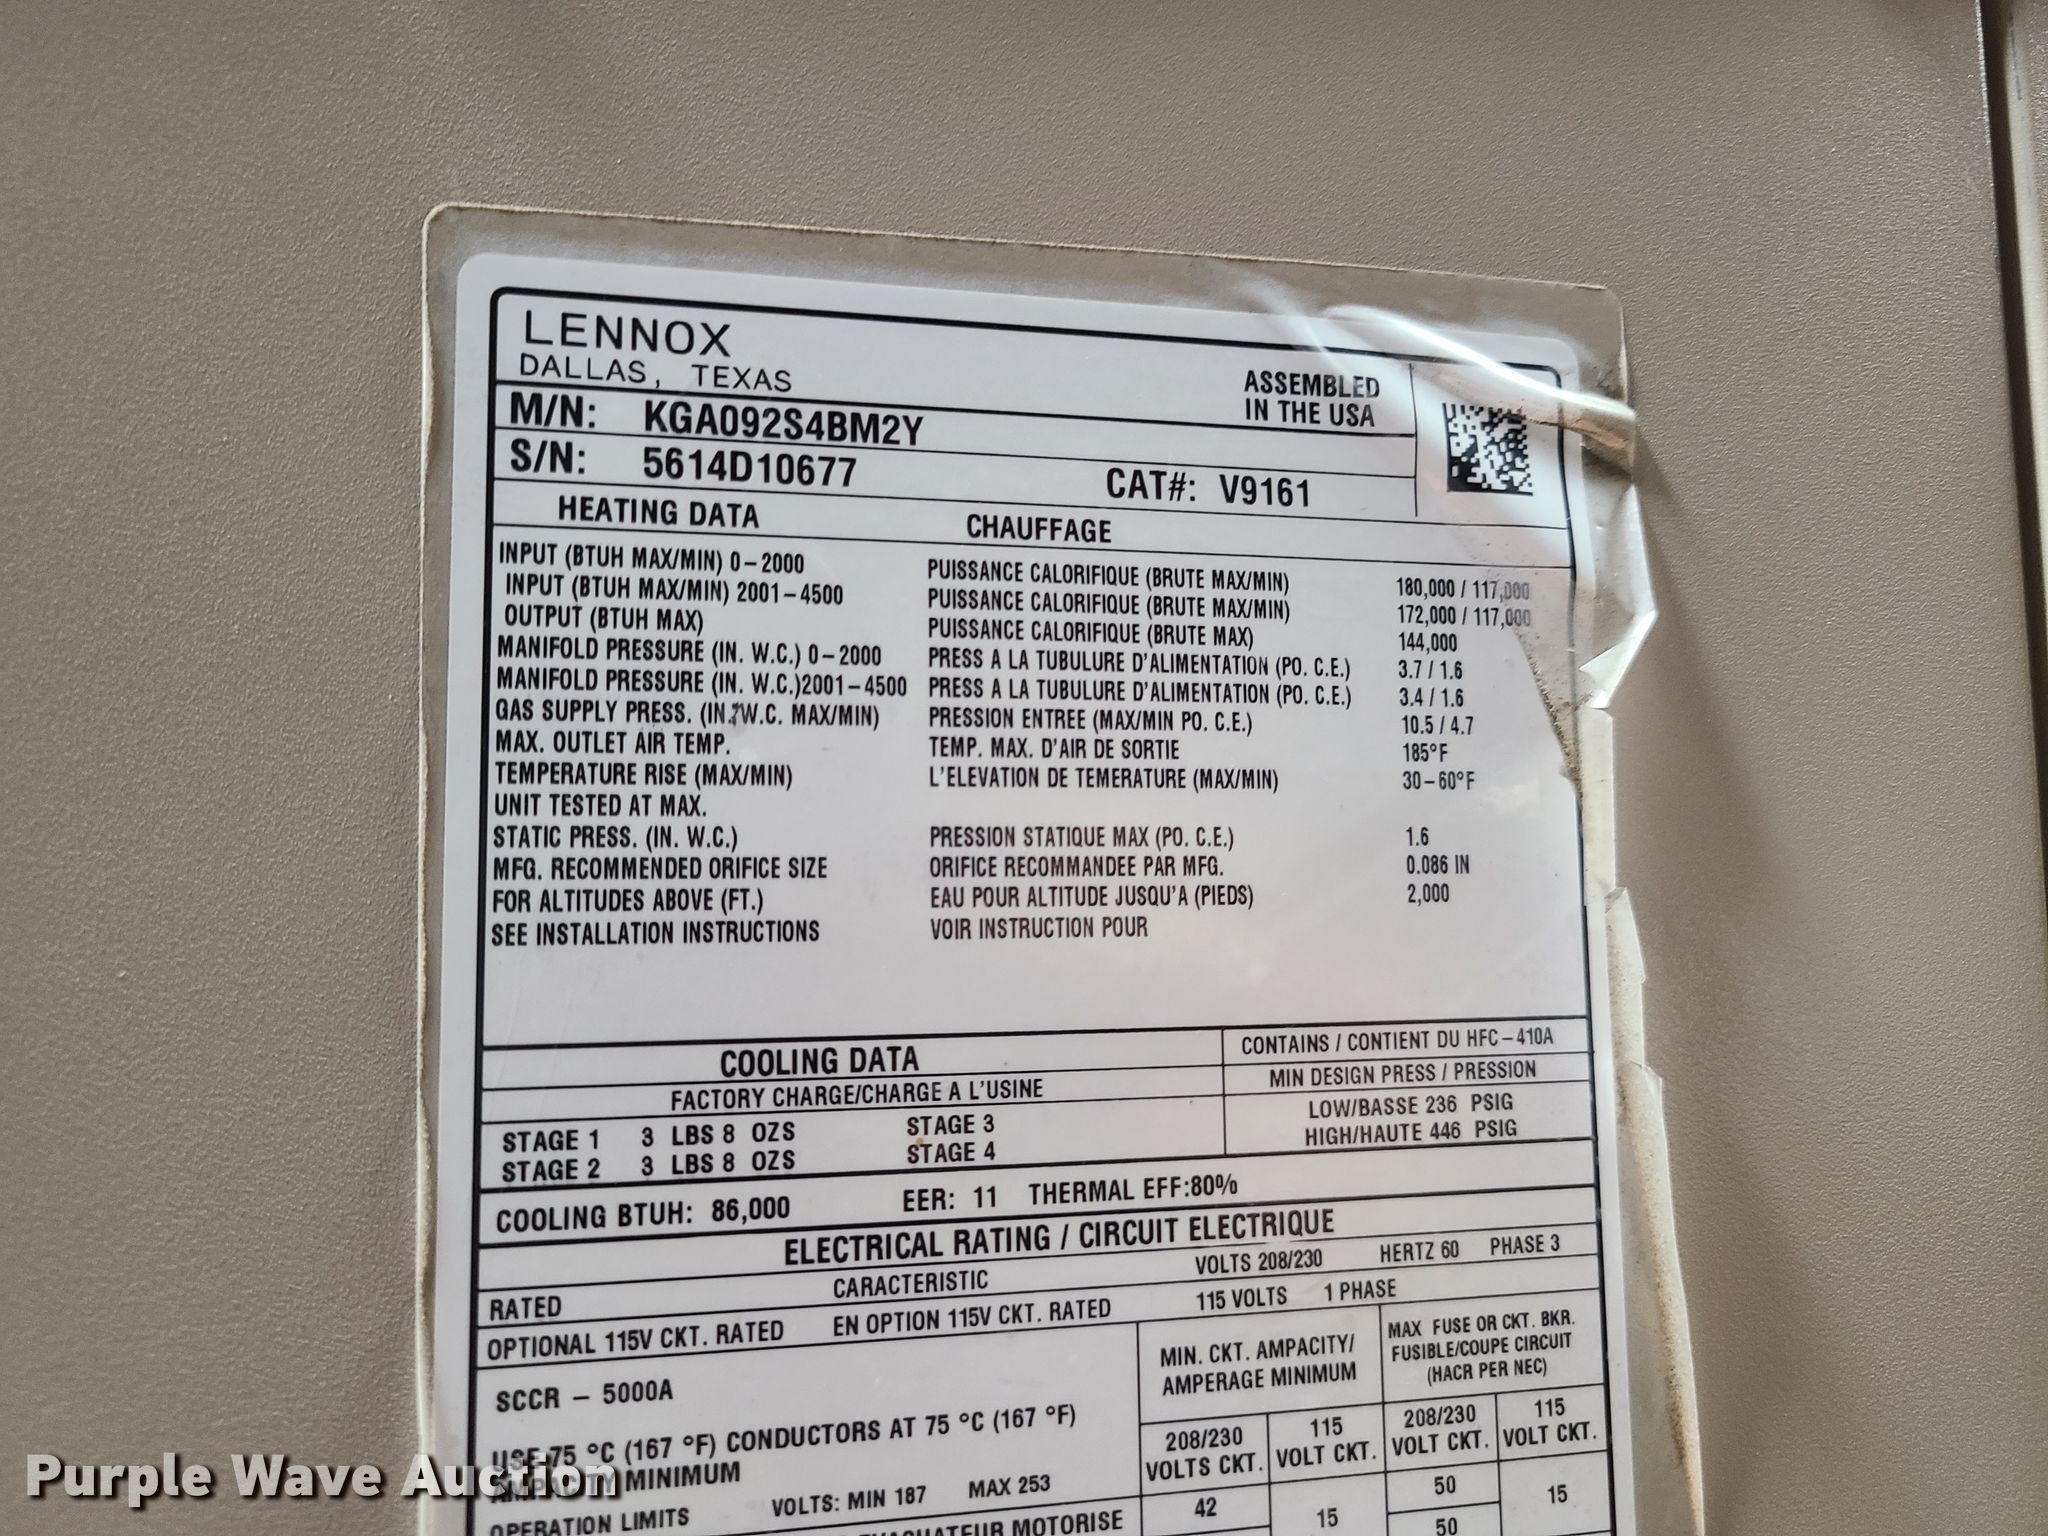 LENNOX
DALLAS, TEXAS
ASSEMBLED
IN THE USA
M/N: KGA092S4BM2Y
S/N: 5614D10677 CAT#: V9161
HEATING DATA CHAUFFAGE
INPUT (BTUH MAX/MIN) 0-2000 PUISSANCE CALORIFIQUE (BRUTE MAX/MIN) 180,000 / 117,000
INPUT (BTUH MAX/MIN) 2001-4500 PUISSANCE CALORIFIQUE (BRUTE MAX/MIN) 172,000 / 117,000
OUTPUT (BTUH MAX) PUISSANCE CALORIFIQUE (BRUTE MAX) 144,000
MANIFOLD PRESSURE (IN. W.C.) 0-2000 PRESS A LA TUBULURE D'ALIMENTATION (PO. C.E.) 3.7 / 1.6
MANIFOLD PRESSURE (IN. W.C.)2001-4500 PRESS A LA TUBULURE D'ALIMENTATION (PO. C.E.) 3.4 / 1.6
GAS SUPPLY PRESS. (IN. W.C. MAX/MIN) PRESSION ENTREE (MAX/MIN PO. C.E.) 10.5 / 4.7
MAX. OUTLET AIR TEMP. TEMP. MAX. D'AIR DE SORTIE 185°F
TEMPERATURE RISE (MAX/MIN) L'ELEVATION DE TEMERATURE (MAX/MIN) 30-60°F
UNIT TESTED AT MAX.
STATIC PRESS. (IN. W.C.) PRESSION STATIQUE MAX (PO. C.E.) 1.6
MFG. RECOMMENDED ORIFICE SIZE ORIFICE RECOMMANDEE PAR MFG. 0.086 IN
FOR ALTITUDES ABOVE (FT.) EAU POUR ALTITUDE JUSQU'A (PIEDS) 2,000
SEE INSTALLATION INSTRUCTIONS VOIR INSTRUCTION POUR
COOLING DATA CONTAINS / CONTIENT DU HFC-410A
FACTORY CHARGE/CHARGE A L'USINE MIN DESIGN PRESS / PRESSION
STAGE 1 3 LBS 8 OZS STAGE 3 LOW/BASSE 236 PSIG
STAGE 2 3 LBS 8 OZS STAGE 4 HIGH/HAUTE 446 PSIG
COOLING BTUH: 86,000 EER: 11 THERMAL EFF:80%
ELECTRICAL RATING / CIRCUIT ELECTRIQUE
RATED CARACTERISTIC VOLTS 208/230 HERTZ 60 PHASE 3
OPTIONAL 115V CKT. RATED EN OPTION 115V CKT. RATED 115 VOLTS 1 PHASE
SCCR - 5000A
MIN. CKT. AMPACITY/
AMPERAGE MINIMUM
MAX FUSE OR CKT. BKR.
FUSIBLE/COUPE CIRCUIT
(HACR PER NEC)
USE 75 °C (167 °F) CONDUCTORS AT 75 °C (167 °F)
AMPACITY MINIMUM
208/230 VOLTS CKT.
115 VOLT CKT.
208/230 VOLT CKT.
115 VOLT CKT.
OPERATION LIMITS VOLTS: MIN 187 MAX 253
MOTORISE 42 15 50 15
50
Purple Wave Auction